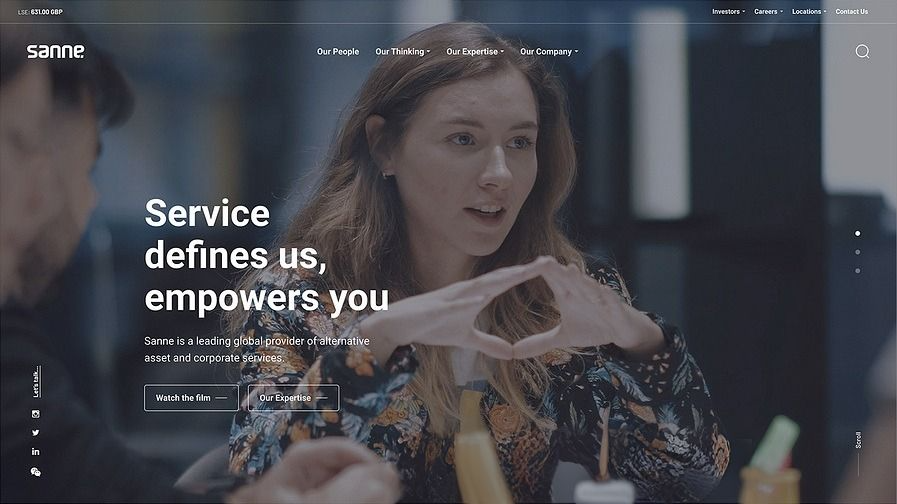 LSE: 631.00 GBP
Investors
Careers
Locations
Contact Us
sanne
Our People
Our Thinking
Our Expertise
Our Company
Service
defines us,
empowers you
Sanne is a leading global provider of alternative
asset and corporate services.
Watch the film
Our Expertise
Let's talk...
Scroll